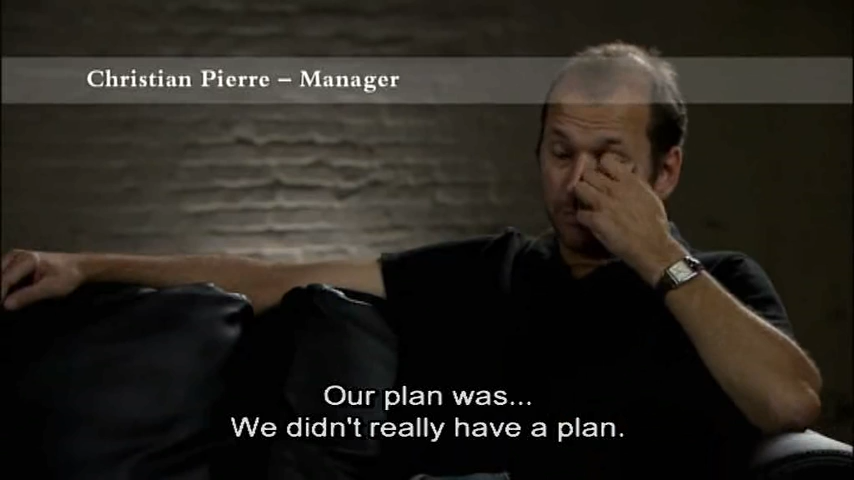 Christian Pierre – Manager
Our plan was...
We didn't really have a plan.